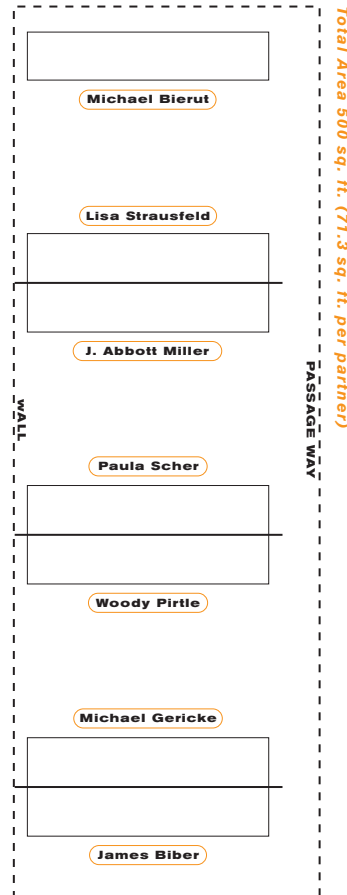 Michael Bierut
Lisa Strausfeld
J. Abbott Miller
Paula Scher
Woody Pirtle
Michael Gericke
James Biber
WALL
PASSAGE WAY
Total Area 500 sq. ft. (71.3 sq. ft. per partner)